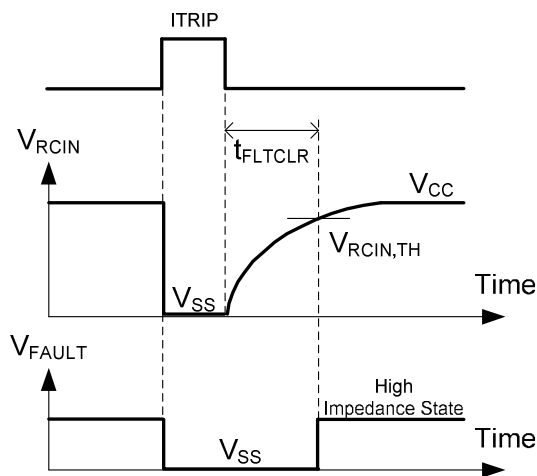 ITRIP
VRCIN
tFLTCLR
VCC
VRCIN,TH
VSS
Time
VFAULT
High
Impedance State
VSS
Time